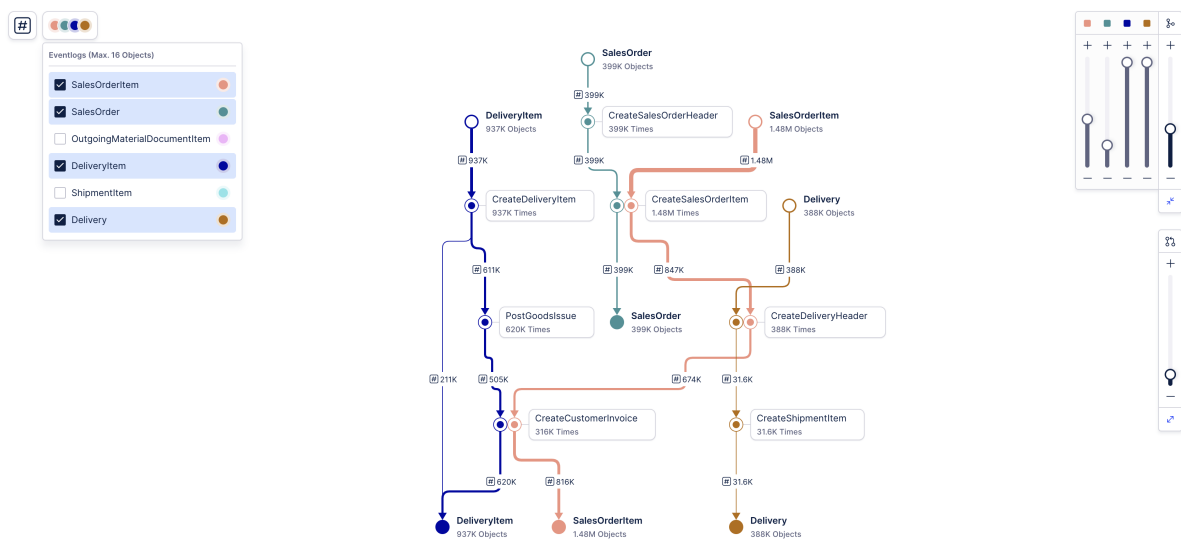 #
Eventlogs (Max. 16 Objects)
SalesOrderItem
SalesOrder
OutgoingMaterialDocumentItem
DeliveryItem
ShipmentItem
Delivery
SalesOrder
399K Objects
# 399K
DeliveryItem
937K Objects
CreateSalesOrderHeader
399K Times
SalesOrderItem
1.48M Objects
# 937K
# 399K
# 1.48M
CreateDeliveryItem
937K Times
CreateSalesOrderItem
1.48M Times
Delivery
388K Objects
# 611K
# 399K
# 847K
# 388K
PostGoodsIssue
620K Times
SalesOrder
399K Objects
CreateDeliveryHeader
388K Times
# 211K
# 505K
# 674K
# 31.6K
CreateCustomerInvoice
316K Times
CreateShipmentItem
31.6K Times
# 620K
# 816K
# 31.6K
DeliveryItem
937K Objects
SalesOrderItem
1.48M Objects
Delivery
388K Objects